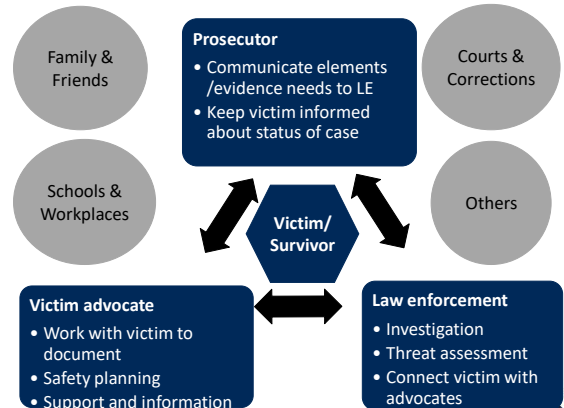 Family &
Friends
Prosecutor
• Communicate elements
/evidence needs to LE
• Keep victim informed
about status of case
Courts &
Corrections
Schools &
Workplaces
Victim/
Survivor
Others
Victim advocate
• Work with victim to
document
• Safety planning
• Support and information
Law enforcement
• Investigation
• Threat assessment
• Connect victim with
advocates